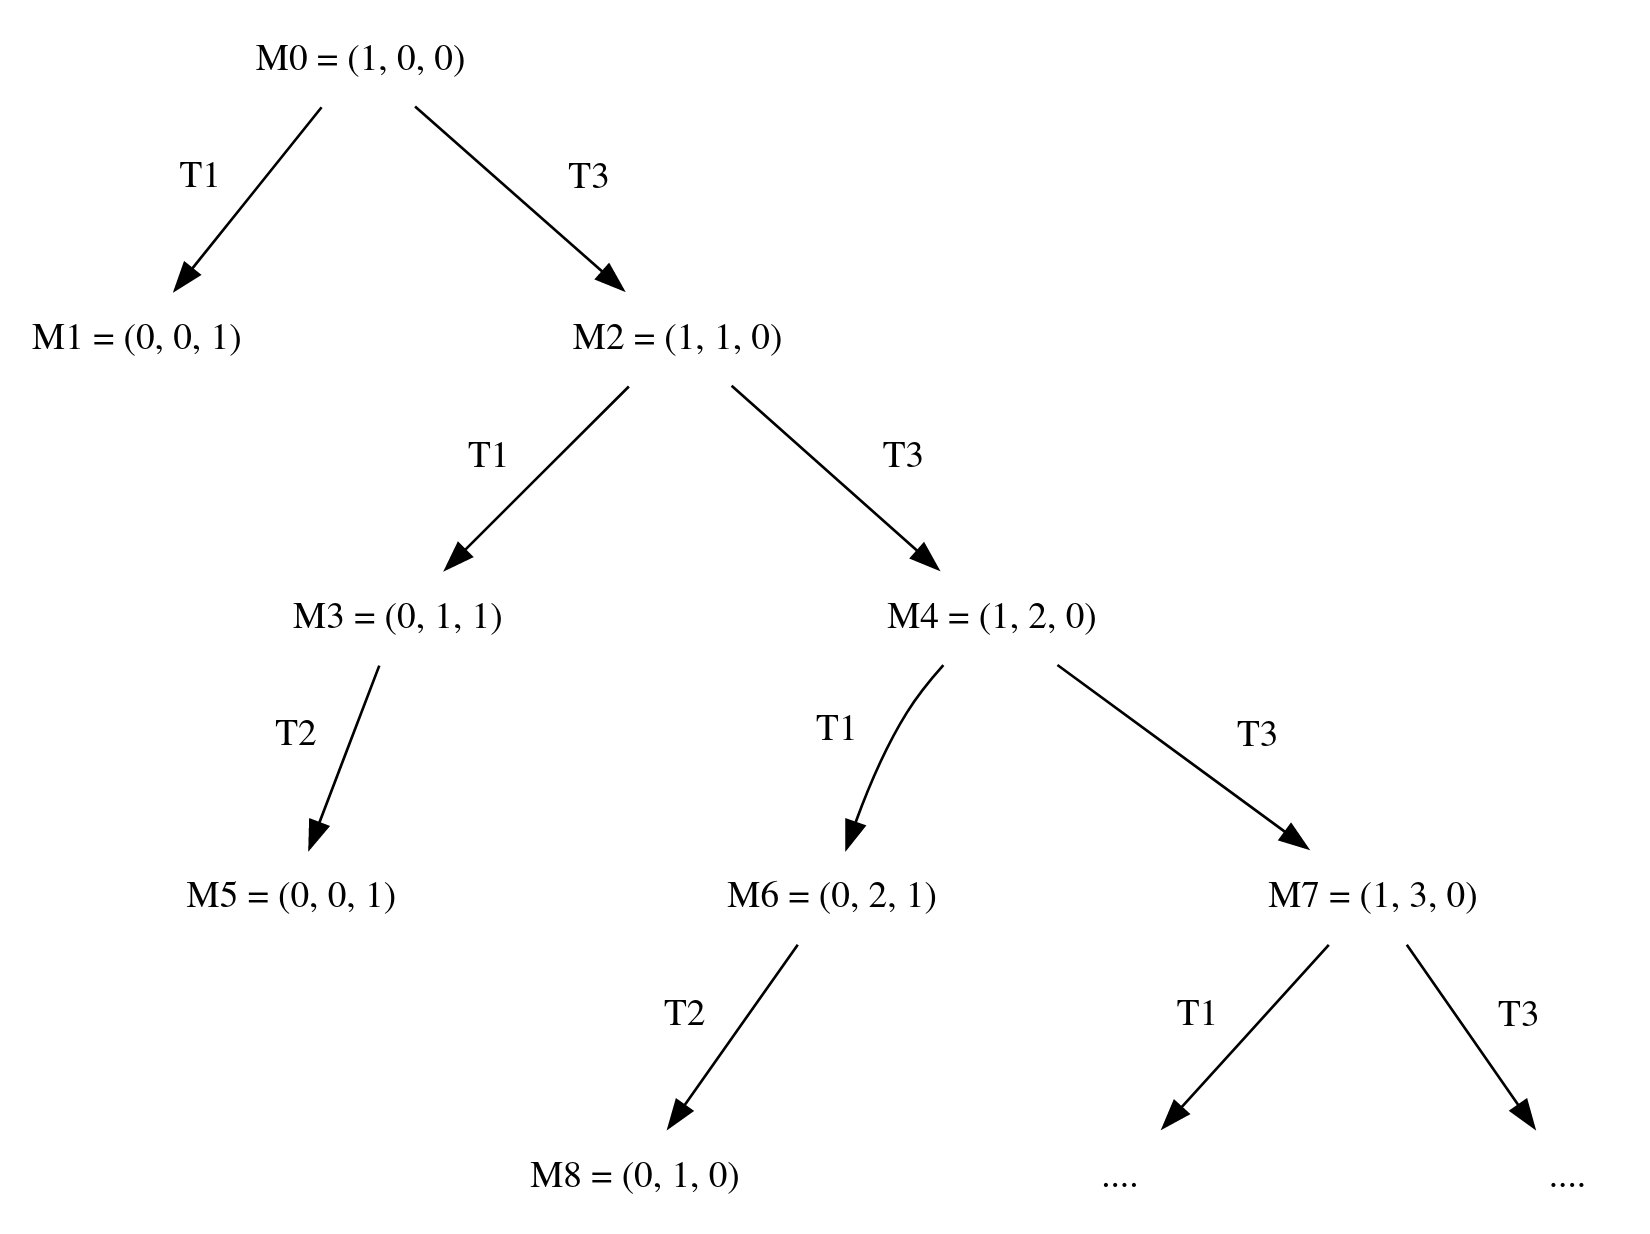 M0 = (1, 0, 0)
T1
T3
M1 = (0, 0, 1)
M2 = (1, 1, 0)
T1
T3
M3 = (0, 1, 1)
M4 = (1, 2, 0)
T2
T1
T3
M5 = (0, 0, 1)
M6 = (0, 2, 1)
M7 = (1, 3, 0)
T2
T1
T3
M8 = (0, 1, 0)
....
....